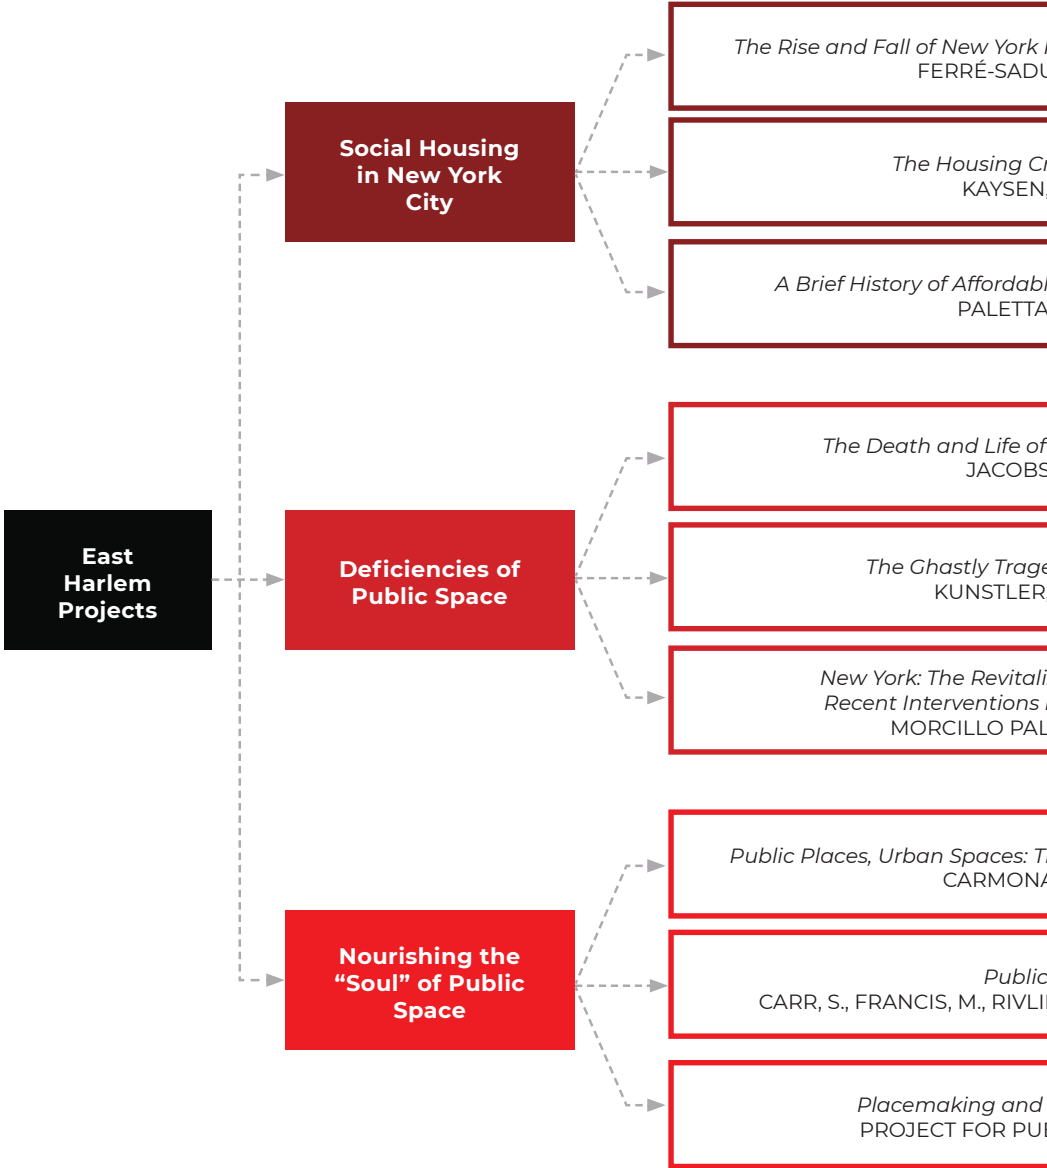 East
Harlem
Projects
Social Housing
in New York
City
The Rise and Fall of New York
FERRÉ-SADU
The Housing Cr
KAYSEN,
A Brief History of Affordabl
PALETTA
Deficiencies of
Public Space
The Death and Life of
JACOBS
The Ghastly Trage
KUNSTLER,
New York: The Revitali
Recent Interventions
MORCILLO PAL
Nourishing the
“Soul” of Public
Space
Public Places, Urban Spaces: T
CARMONA
Public
CARR, S., FRANCIS, M., RIVLI
Placemaking and
PROJECT FOR PUB